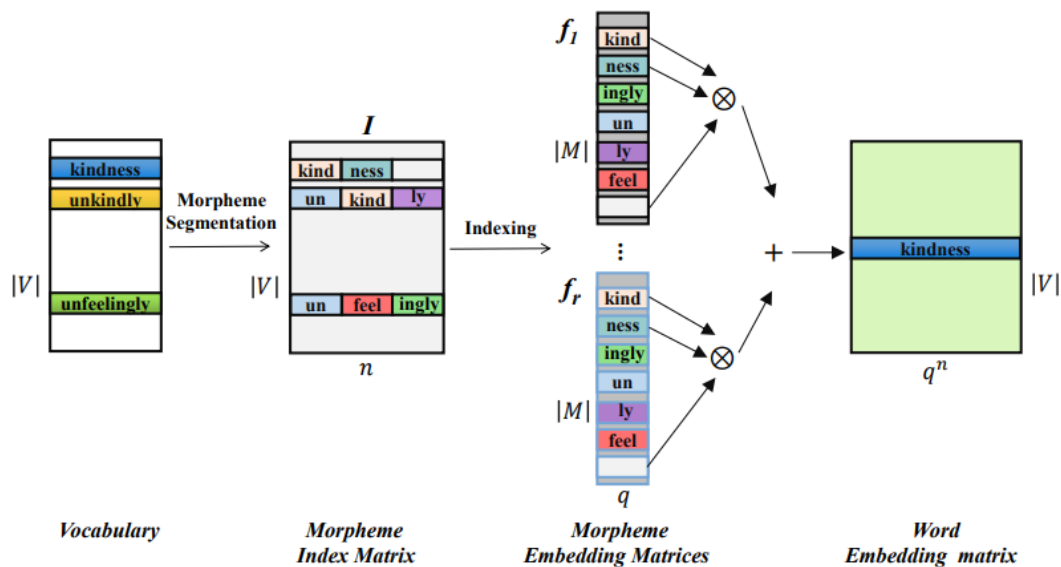 kindness
unkindly
unfeelingly
|V|
Vocabulary
Morpheme
Segmentation
I
kind ness
un kind ly
un feel ingly
|V|
n
Morpheme
Index Matrix
Indexing
f₁
kind
ness
ingly
un
ly
feel
|M|
⊗
⋮
fᵣ
kind
ness
ingly
un
ly
feel
|M|
⊗
q
Morpheme
Embedding Matrices
+
kindness
|V|
qⁿ
Word
Embedding matrix